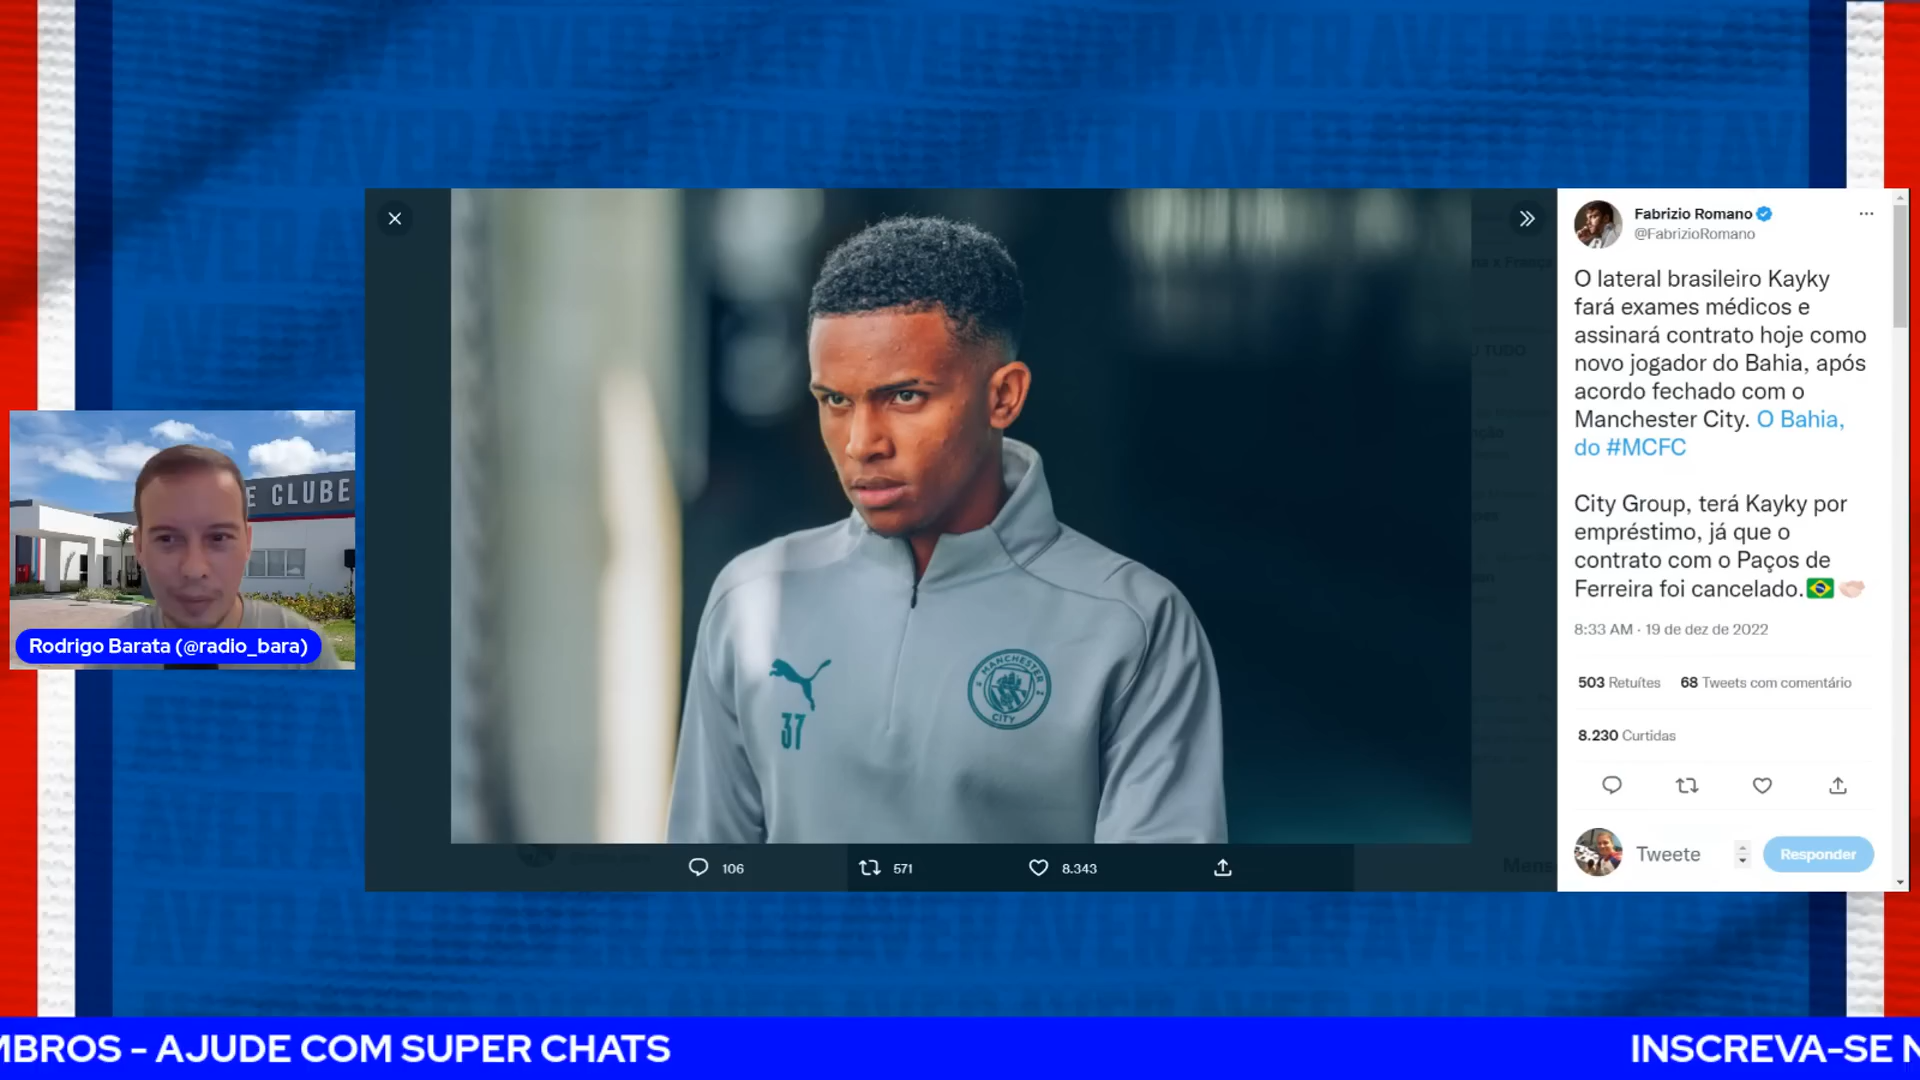 Fabrizio Romano
@FabrizioRomano
O lateral brasileiro Kayky
fará exames médicos e
assinará contrato hoje como
novo jogador do Bahia, após
acordo fechado com o
Manchester City. O Bahia,
do #MCFC
City Group, terá Kayky por
empréstimo, já que o
contrato com o Paços de
Ferreira foi cancelado.
8:33 AM · 19 de dez de 2022
503 Retuítes 68 Tweets com comentário
8.230 Curtidas
Tweete
Responder
MANCHESTER
CITY
37
E CLUBE
Rodrigo Barata (@radio_bara)
106
571
8.343
MBROS - AJUDE COM SUPER CHATS
INSCREVA-SE N